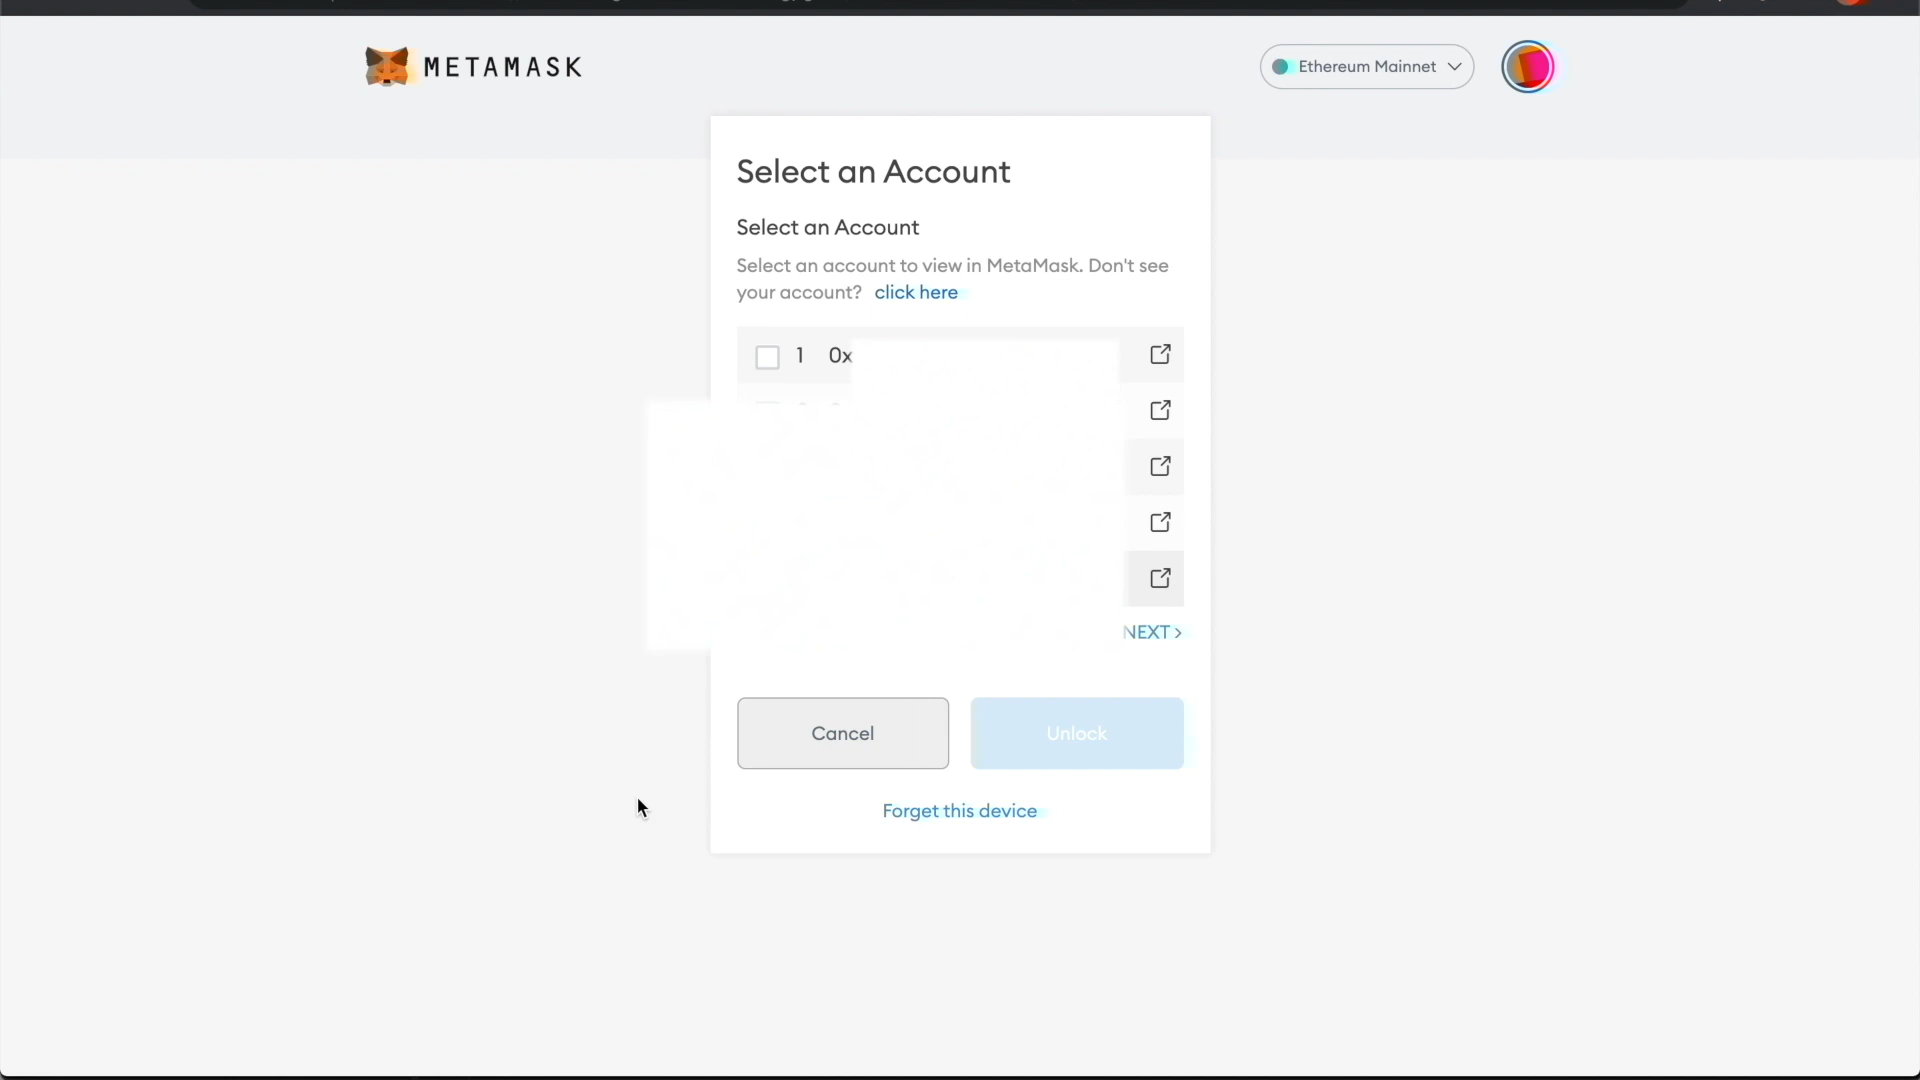 METAMASK
Ethereum Mainnet
Select an Account
Select an Account
Select an account to view in MetaMask. Don't see
your account? click here
1 0x
NEXT >
Cancel
Unlock
Forget this device